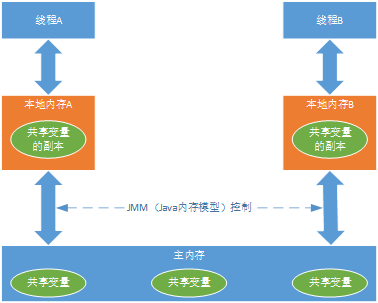 线程A
线程B
本地内存A
本地内存B
共享变量
的副本
共享变量
的副本
JMM（Java内存模型）控制
主内存
共享变量
共享变量
共享变量